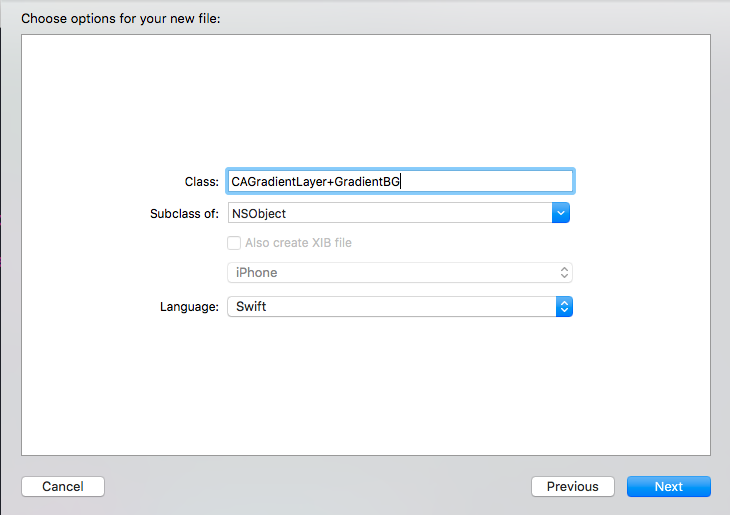 Choose options for your new file:
Class: CAGradientLayer+GradientBG
Subclass of: NSObject
Also create XIB file
iPhone
Language: Swift
Cancel Previous Next